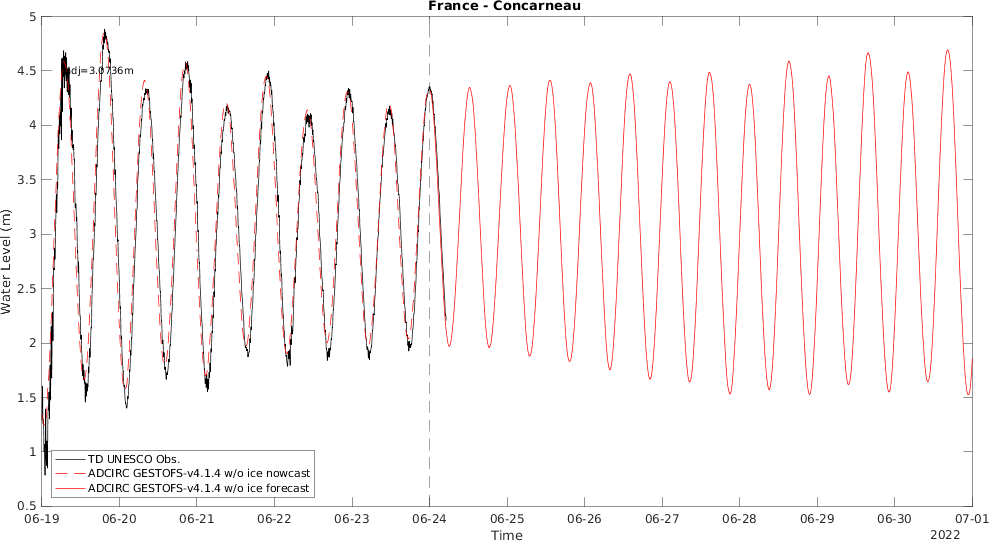 France - Concarneau
5
4.5
4
3.5
3
2.5
2
1.5
1
0.5
Water Level (m)
adj=3.0736m
TD UNESCO Obs.
ADCIRC GESTOFS-v4.1.4 w/o ice nowcast
ADCIRC GESTOFS-v4.1.4 w/o ice forecast
06-19 06-20 06-21 06-22 06-23 06-24 06-25 06-26 06-27 06-28 06-29 06-30 07-01
Time
2022